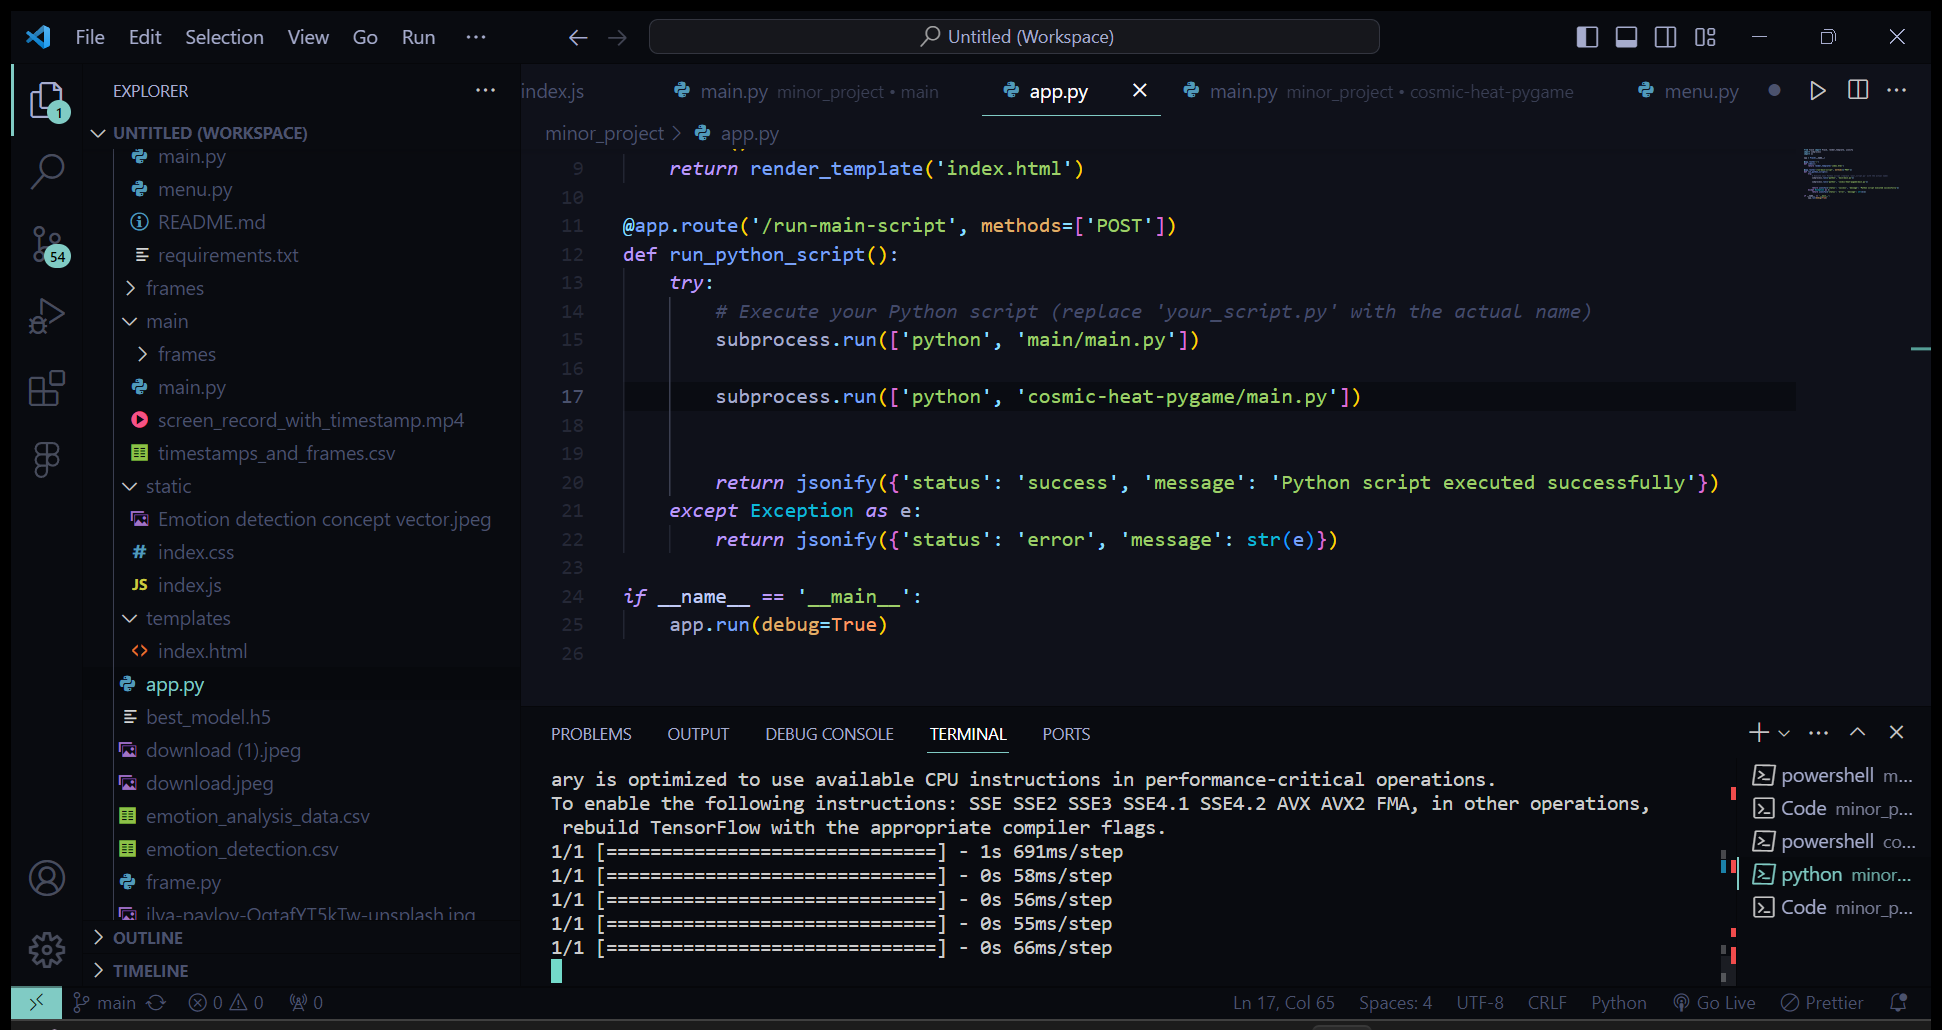 File Edit Selection View Go Run ···
Untitled (Workspace)
EXPLORER
UNTITLED (WORKSPACE)
main.py
menu.py
README.md
requirements.txt
frames
main
frames
main.py
screen_record_with_timestamp.mp4
timestamps_and_frames.csv
static
Emotion detection concept vector.jpeg
index.css
index.js
templates
index.html
app.py
best_model.h5
download (1).jpeg
download.jpeg
emotion_analysis_data.csv
emotion_detection.csv
frame.py
ilya-pavlov-OqtafYT5kTw-unsplash.jpg
OUTLINE
TIMELINE
1
54
index.js main.py minor_project • main app.py main.py minor_project • cosmic-heat-pygame menu.py
minor_project > app.py
9 return render_template('index.html')
10
11 @app.route('/run-main-script', methods=['POST'])
12 def run_python_script():
13 try:
14 # Execute your Python script (replace 'your_script.py' with the actual name)
15 subprocess.run(['python', 'main/main.py'])
16
17 subprocess.run(['python', 'cosmic-heat-pygame/main.py'])
18
19
20 return jsonify({'status': 'success', 'message': 'Python script executed successfully'})
21 except Exception as e:
22 return jsonify({'status': 'error', 'message': str(e)})
23
24 if __name__ == '__main__':
25 app.run(debug=True)
26
PROBLEMS OUTPUT DEBUG CONSOLE TERMINAL PORTS
ary is optimized to use available CPU instructions in performance-critical operations.
To enable the following instructions: SSE SSE2 SSE3 SSE4.1 SSE4.2 AVX AVX2 FMA, in other operations,
rebuild TensorFlow with the appropriate compiler flags.
1/1 [==============================] - 1s 691ms/step
1/1 [==============================] - 0s 58ms/step
1/1 [==============================] - 0s 56ms/step
1/1 [==============================] - 0s 55ms/step
1/1 [==============================] - 0s 66ms/step
powershell m...
Code minor_p...
powershell co...
python minor...
Code minor_p...
main 0 0 0 Ln 17, Col 65 Spaces: 4 UTF-8 CRLF Python Go Live Prettier